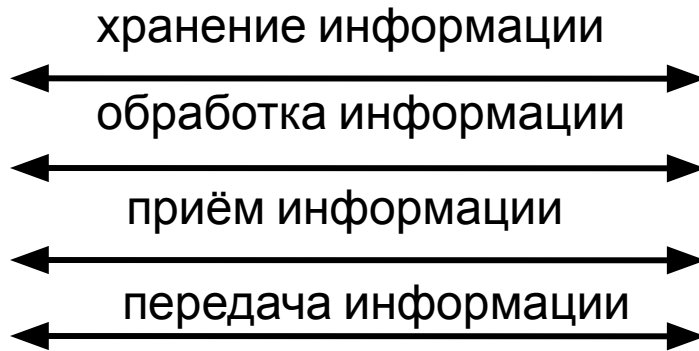 хранение информации
обработка информации
приём информации
передача информации